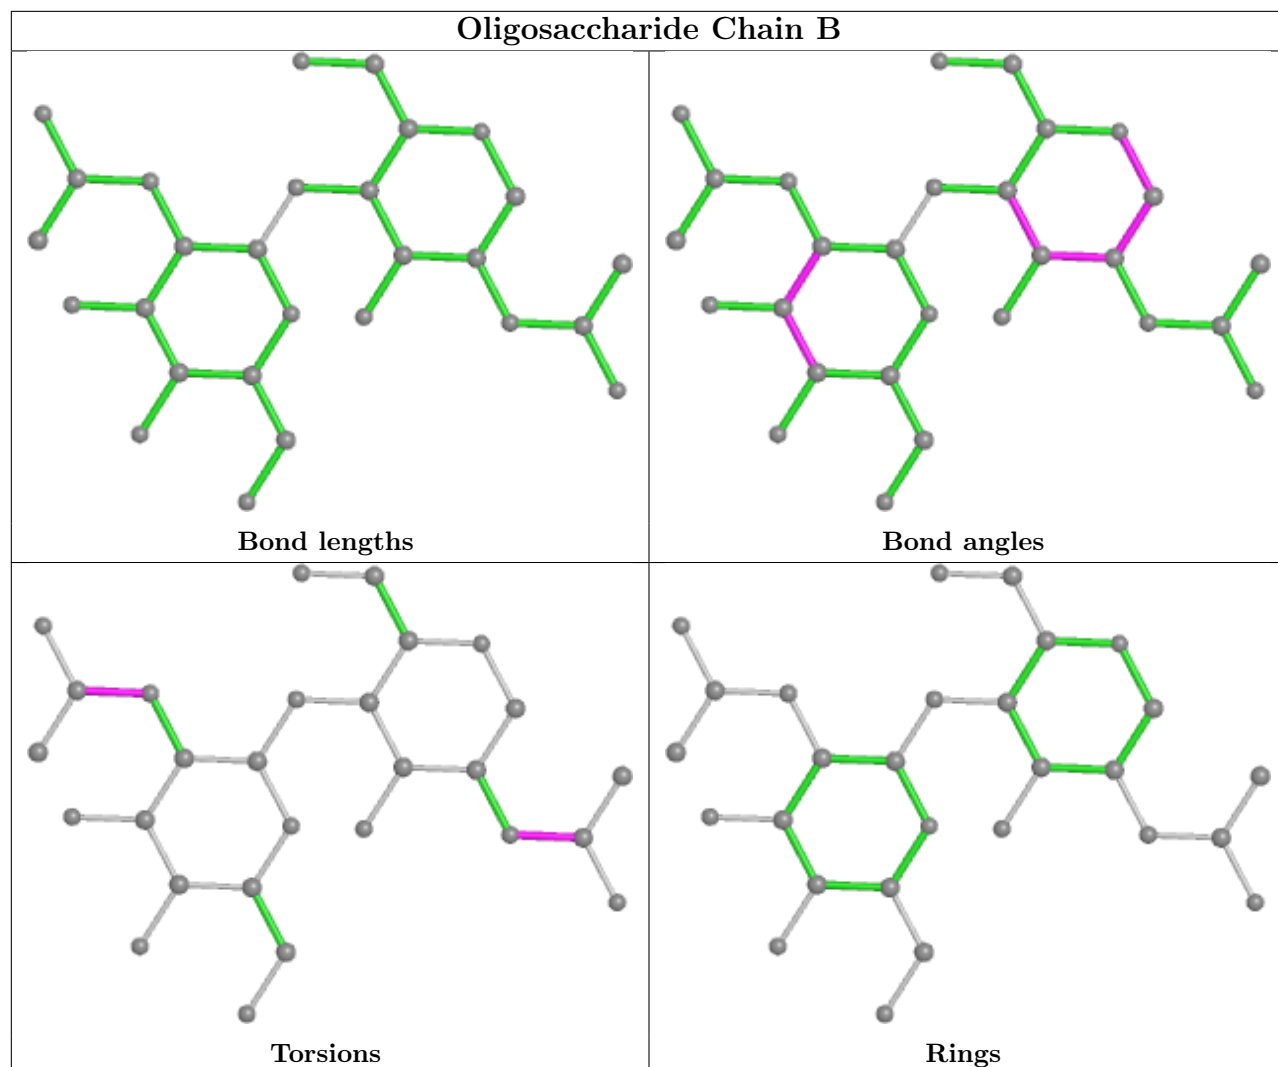 Oligosaccharide Chain B
Bond lengths
Bond angles
Torsions
Rings